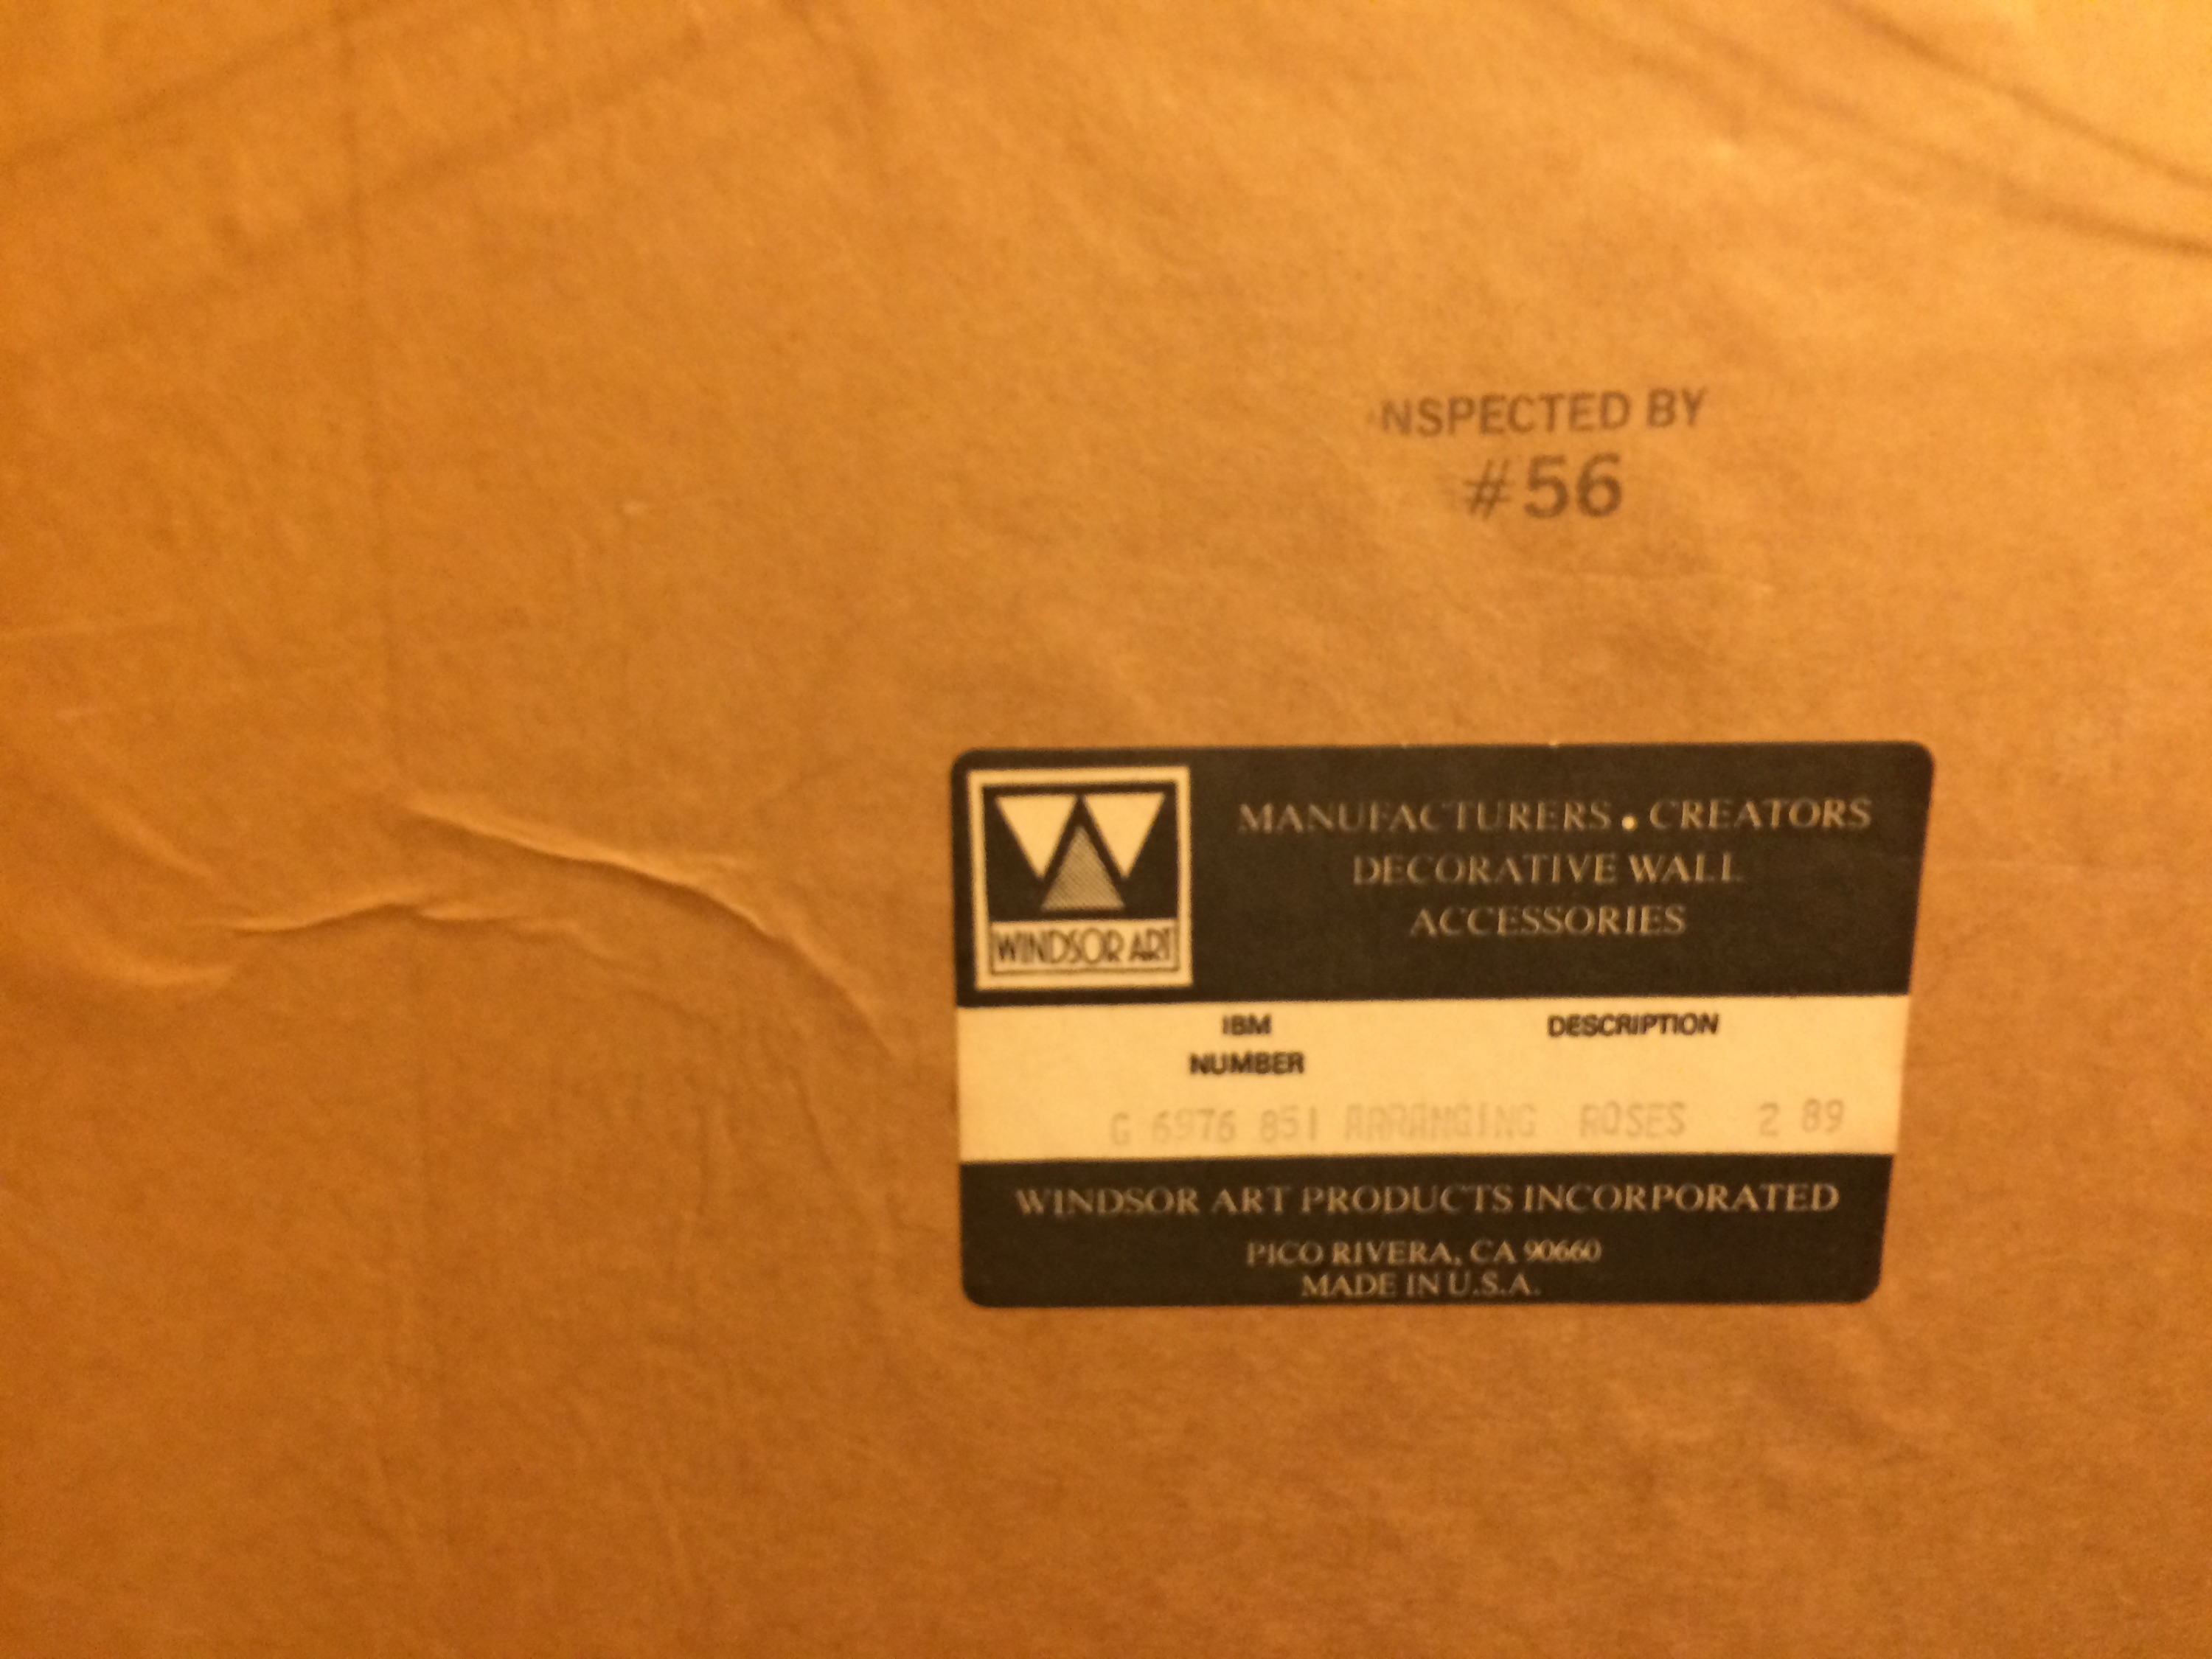 NSPECTED BY
#56
MANUFACTURERS • CREATORS
DECORATIVE WALL
ACCESSORIES
WINDSOR ART
IBM
NUMBER
DESCRIPTION
G 6976 851 ARRANGING ROSES 2 89
WINDSOR ART PRODUCTS INCORPORATED
PICO RIVERA, CA 90660
MADE IN U.S.A.